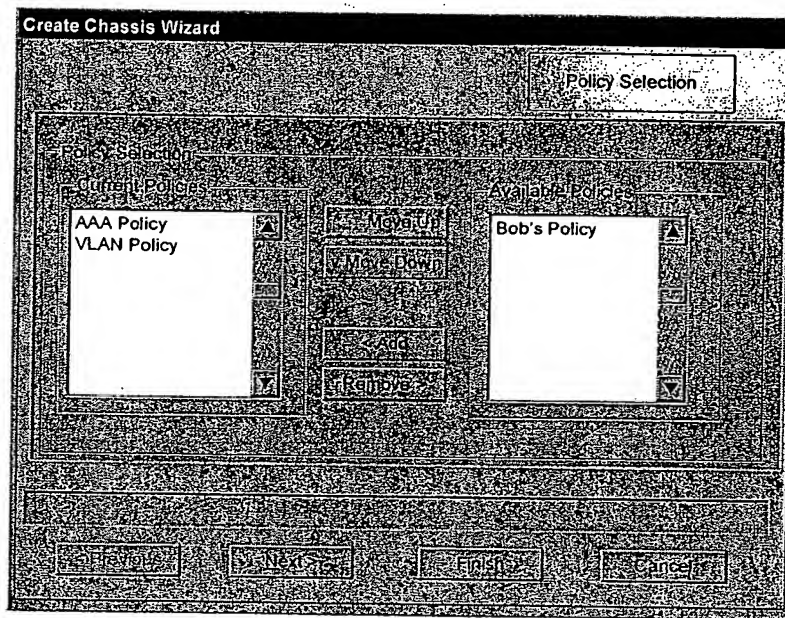 Create Chassis Wizard
Policy Selection
Policy Selection
Current Policies
AAA Policy
VLAN Policy
Move Up
Move Down
< Add
Remove >
Available Policies
Bob's Policy
< Previous
Next >
Finish
Cancel